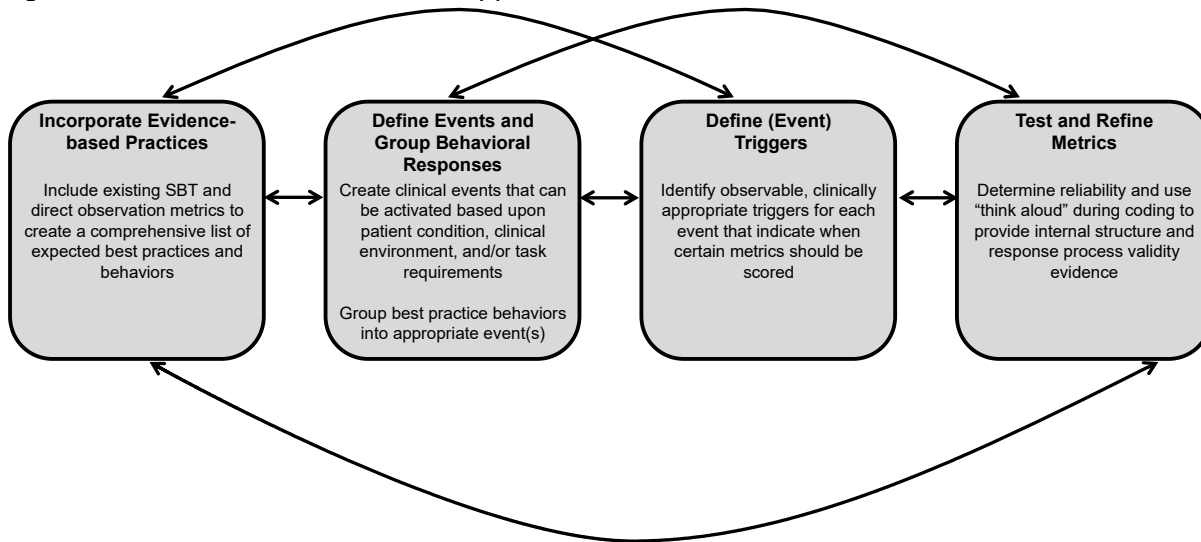 Incorporate Evidence-
based Practices
Include existing SBT and
direct observation metrics to
create a comprehensive list of
expected best practices and
behaviors
Define Events and
Group Behavioral
Responses
Create clinical events that can
be activated based upon
patient condition, clinical
environment, and/or task
requirements
Group best practice behaviors
into appropriate event(s)
Define (Event)
Triggers
Identify observable, clinically
appropriate triggers for each
event that indicate when
certain metrics should be
scored
Test and Refine
Metrics
Determine reliability and use
“think aloud” during coding to
provide internal structure and
response process validity
evidence